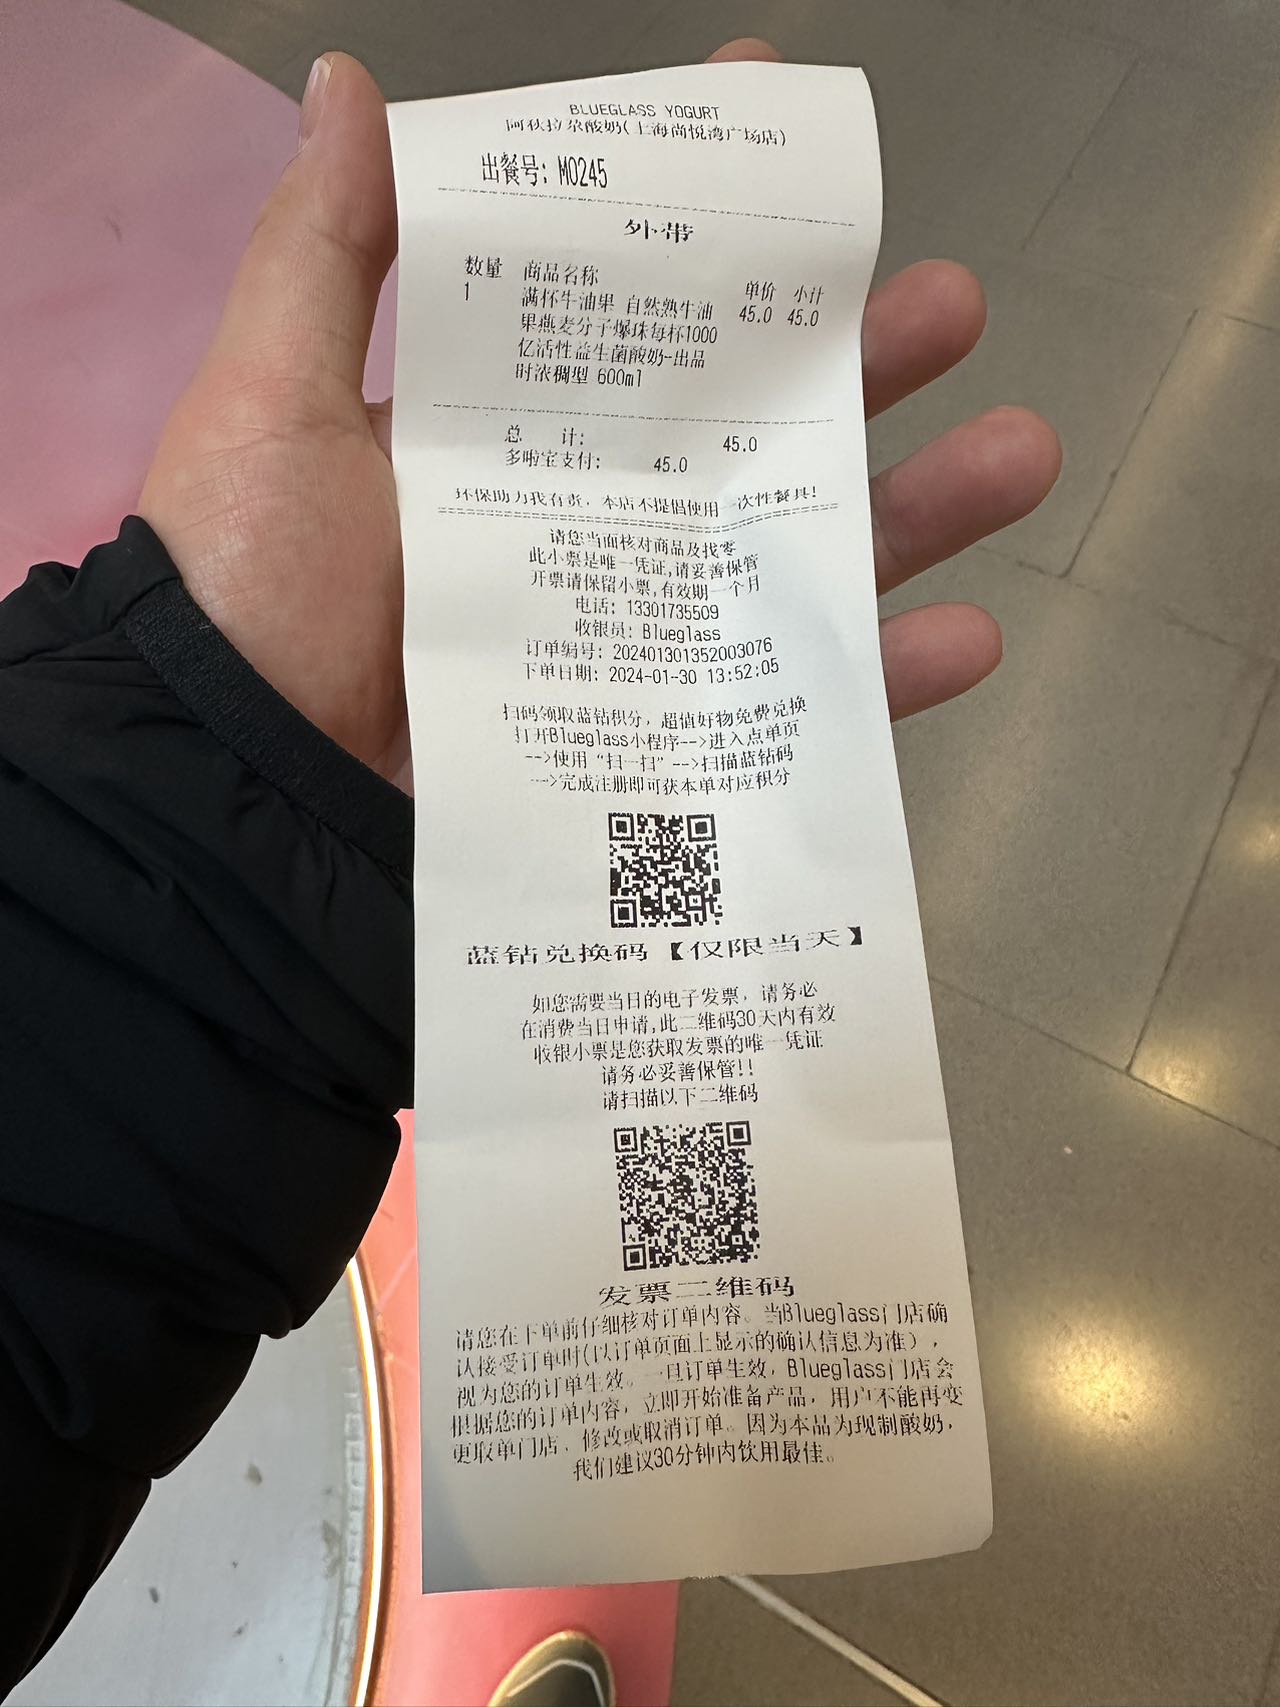 BLUEGLASS YOGURT
阿秋拉尕酸奶(上海尚悦湾广场店)
出餐号: M0245
外带
数量 商品名称 单价 小计
1 满杯牛油果 自然熟牛油 45.0 45.0
果燕麦分子爆珠每杯1000
亿活性益生菌酸奶-出品
时浓稠型 600ml
总 计: 45.0
多啦宝支付: 45.0
环保助力我有责, 本店不提倡使用一次性餐具!
请您当面核对商品及找零
此小票是唯一凭证,请妥善保管
开票请保留小票,有效期一个月
电话: 13301735509
收银员: Blueglass
订单编号: 202401301352003076
下单日期: 2024-01-30 13:52:05
扫码领取蓝钻积分, 超值好物免费兑换
打开Blueglass小程序-->进入点单页
-->使用“扫一扫”-->扫描蓝钻码
-->完成注册即可获本单对应积分
蓝钻兑换码【仅限当天】
如您需要当日的电子发票, 请务必
在消费当日申请,此二维码30天内有效
收银小票是您获取发票的唯一凭证
请务必妥善保管!!
请扫描以下二维码
发票二维码
请您在下单前仔细核对订单内容。当Blueglass门店确
认接受订单时(以订单页面上显示的确认信息为准),
视为您的订单生效。一旦订单生效, Blueglass门店会
根据您的订单内容, 立即开始准备产品, 用户不能再变
更取单门店、修改或取消订单。因为本品为现制酸奶,
我们建议30分钟内饮用最佳。